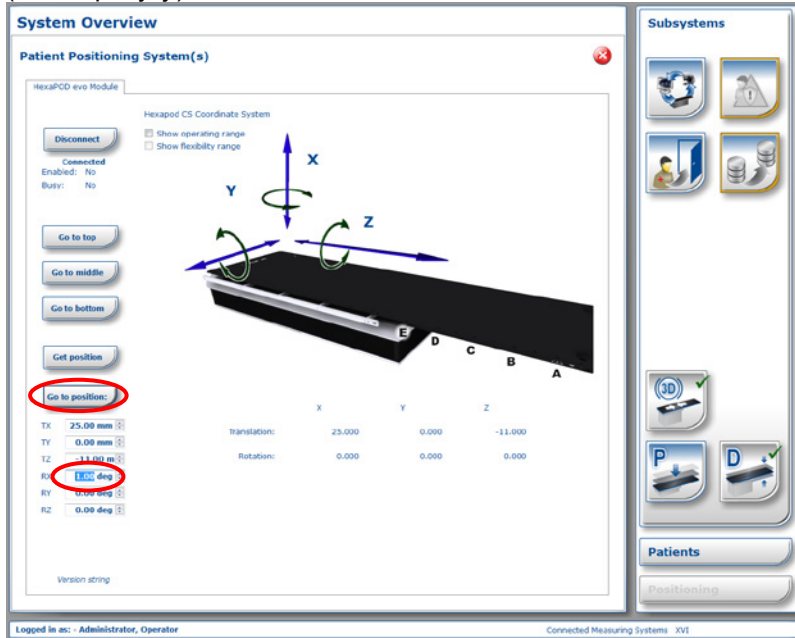 System Overview
Subsystems
Patient Positioning System(s)
HexaPOD evo Module
Hexapod CS Coordinate System
Disconnect
Show operating range
Show flexibility range
Connected
Enabled: No
Busy: No
X
Y
Z
Go to top
Go to middle
Go to bottom
E
D
C
B
A
Get position
Go to position:
X Y Z
TX 25.00 mm
Translation: 25.000 0.000 -11.000
TY 0.00 mm
TZ -11.00 m
Rotation: 0.000 0.000 0.000
RX 1.00 deg
RY 0.00 deg
RZ 0.00 deg
Version string
(3D)
P
D
Patients
Positioning
Logged in as: - Administrator, Operator
Connected Measuring Systems XVI